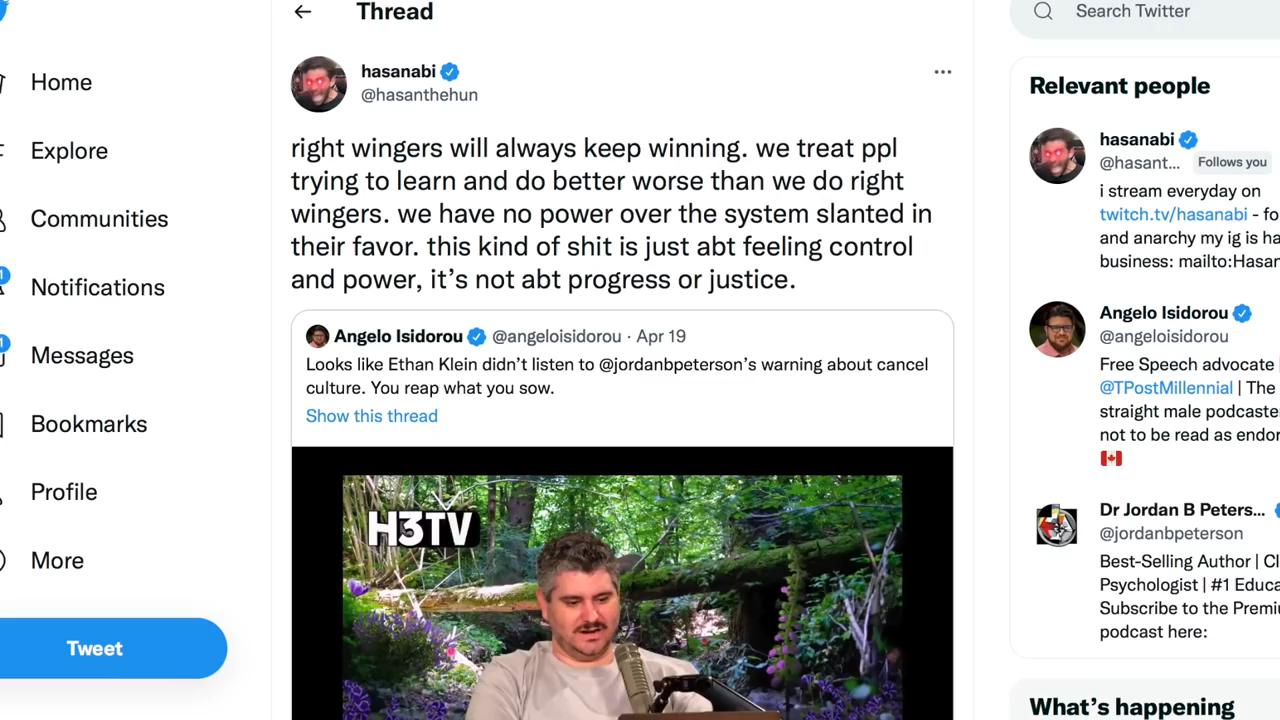 Thread
Search Twitter
Home
Explore
Communities
Notifications
Messages
Bookmarks
Profile
More
Tweet
hasanabi
@hasanthehun
right wingers will always keep winning. we treat ppl
trying to learn and do better worse than we do right
wingers. we have no power over the system slanted in
their favor. this kind of shit is just abt feeling control
and power, it’s not abt progress or justice.
Angelo Isidorou @angeloisidorou · Apr 19
Looks like Ethan Klein didn’t listen to @jordanbpeterson’s warning about cancel
culture. You reap what you sow.
Show this thread
H3TV
Relevant people
hasanabi
@hasant... Follows you
i stream everyday on
twitch.tv/hasanabi - fo
and anarchy my ig is ha
business: mailto:Hasan
Angelo Isidorou
@angeloisidorou
Free Speech advocate |
@TPostMillennial | The
straight male podcaste
not to be read as endor
Dr Jordan B Peters...
@jordanbpeterson
Best-Selling Author | Cl
Psychologist | #1 Educa
Subscribe to the Premi
podcast here:
What’s happening